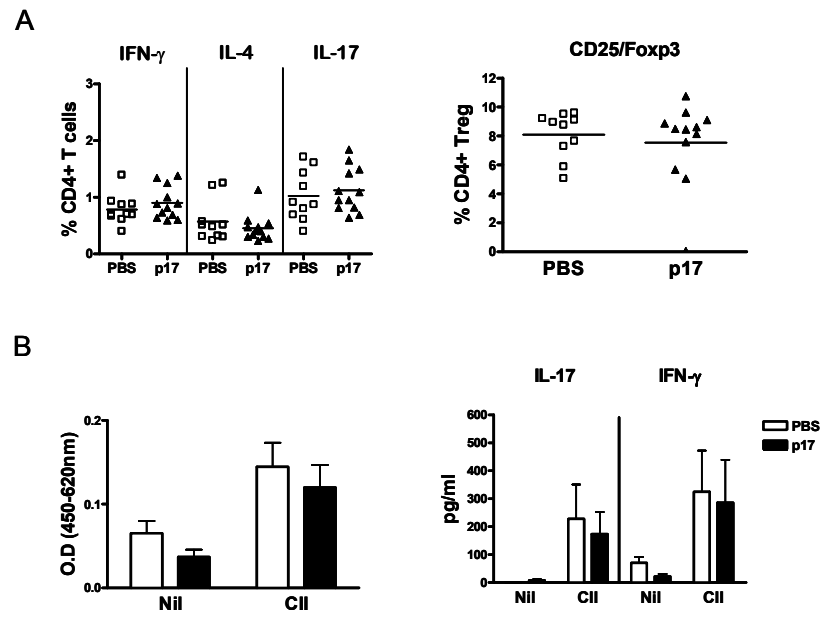 A
IFN-γ IL-4 IL-17
% CD4+ T cells
3
2
1
0
PBS p17 PBS p17 PBS p17
CD25/Foxp3
% CD4+ Treg
12
10
8
6
4
2
0
PBS p17
B
O.D (450-620nm)
0.2
0.1
0.0
Nil CII
IL-17 IFN-γ
pg/ml
600
500
400
300
200
100
0
Nil CII Nil CII
PBS
p17